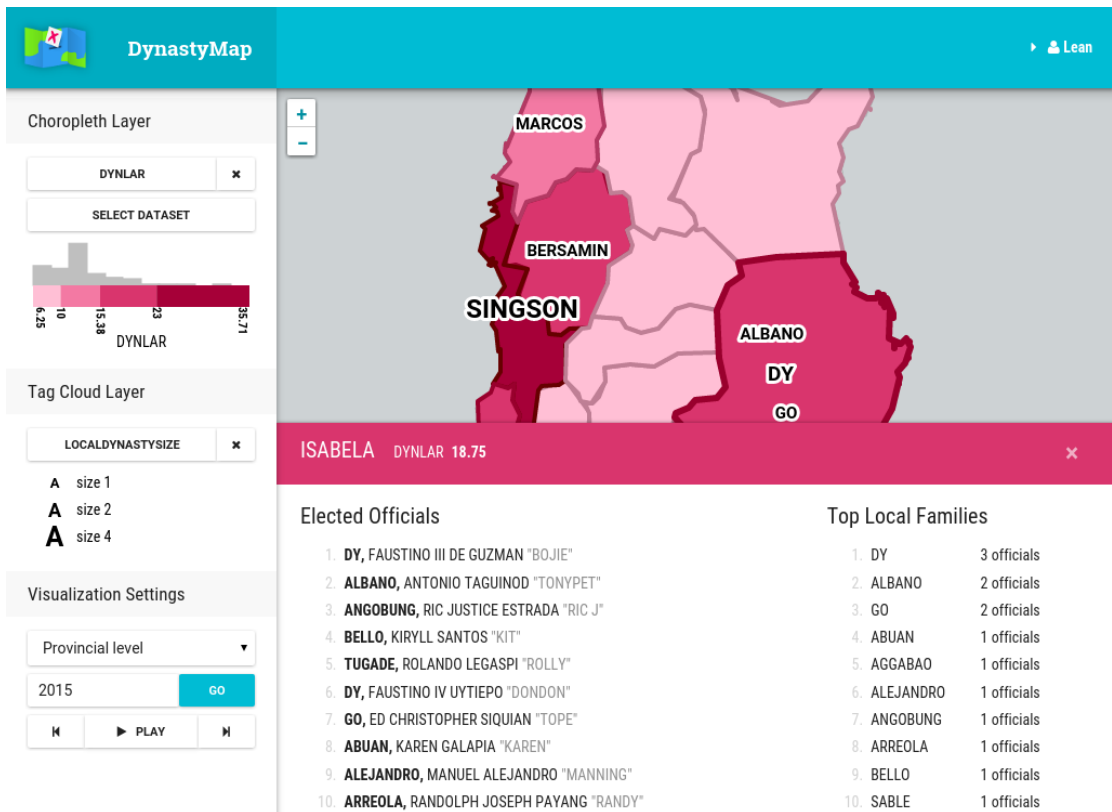 DynastyMap
Lean
Choropleth Layer
DYNLAR ×
SELECT DATASET
6.25 10 15.38 23 35.71
DYNLAR
Tag Cloud Layer
LOCALDYNASTYSIZE ×
A size 1
A size 2
A size 4
Visualization Settings
Provincial level
2015 GO
PLAY
+
−
MARCOS
BERSAMIN
SINGSON
ALBANO
DY
GO
ISABELA DYNLAR 18.75 ×
Elected Officials
1. DY, FAUSTINO III DE GUZMAN "BOJIE"
2. ALBANO, ANTONIO TAGUINOD "TONYPET"
3. ANGOBUNG, RIC JUSTICE ESTRADA "RIC J"
4. BELLO, KIRYLL SANTOS "KIT"
5. TUGADE, ROLANDO LEGASPI "ROLLY"
6. DY, FAUSTINO IV UYTIEPO "DONDON"
7. GO, ED CHRISTOPHER SIQUIAN "TOPE"
8. ABUAN, KAREN GALAPIA "KAREN"
9. ALEJANDRO, MANUEL ALEJANDRO "MANNING"
10. ARREOLA, RANDOLPH JOSEPH PAYANG "RANDY"
Top Local Families
1. DY 3 officials
2. ALBANO 2 officials
3. GO 2 officials
4. ABUAN 1 officials
5. AGGABAO 1 officials
6. ALEJANDRO 1 officials
7. ANGOBUNG 1 officials
8. ARREOLA 1 officials
9. BELLO 1 officials
10. SABLE 1 officials